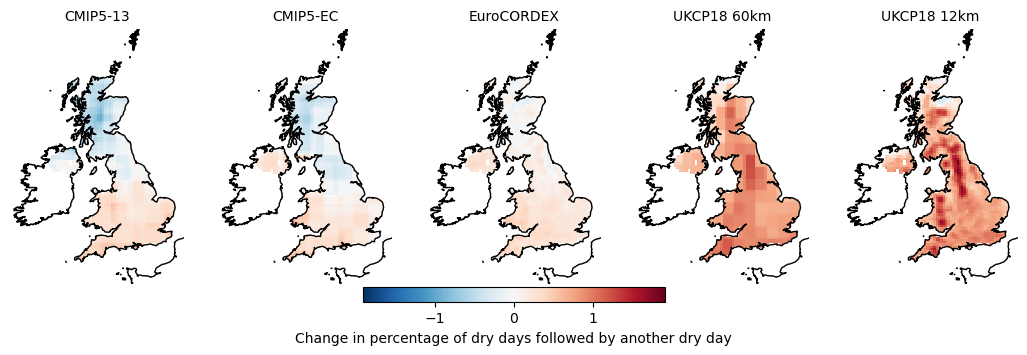 CMIP5-13
CMIP5-EC
EuroCORDEX
UKCP18 60km
UKCP18 12km
−1
0
1
Change in percentage of dry days followed by another dry day